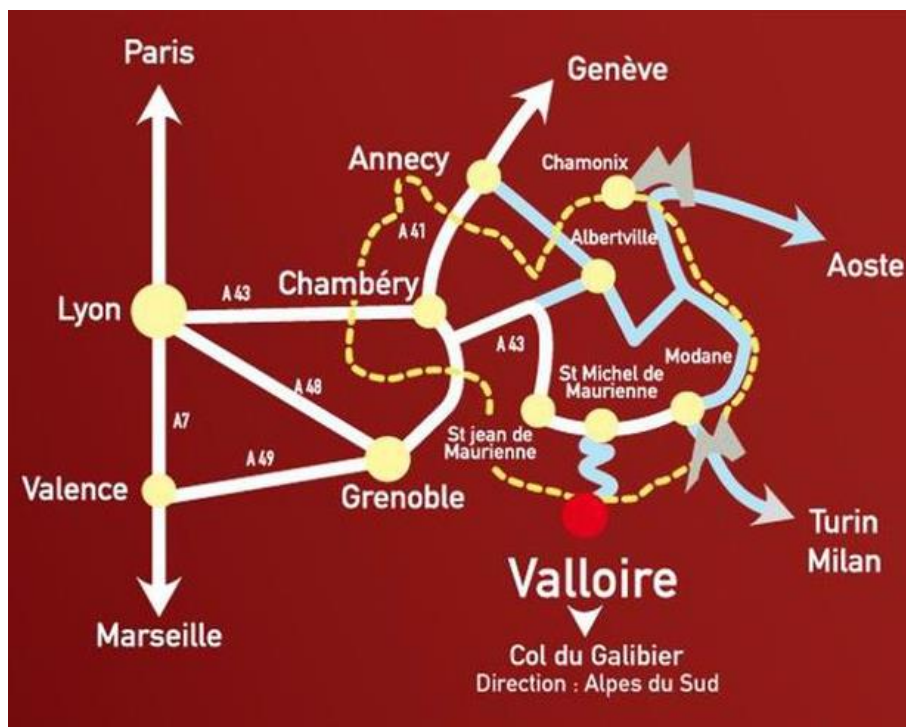 Paris
Genève
Annecy
Chamonix
A 41
Albertville
Aoste
Chambéry
A 43
Lyon
A 43
Modane
St Michel de
Maurienne
A 48
A7
St jean de
Maurienne
A 49
Valence
Grenoble
Turin
Milan
Valloire
Marseille
Col du Galibier
Direction : Alpes du Sud